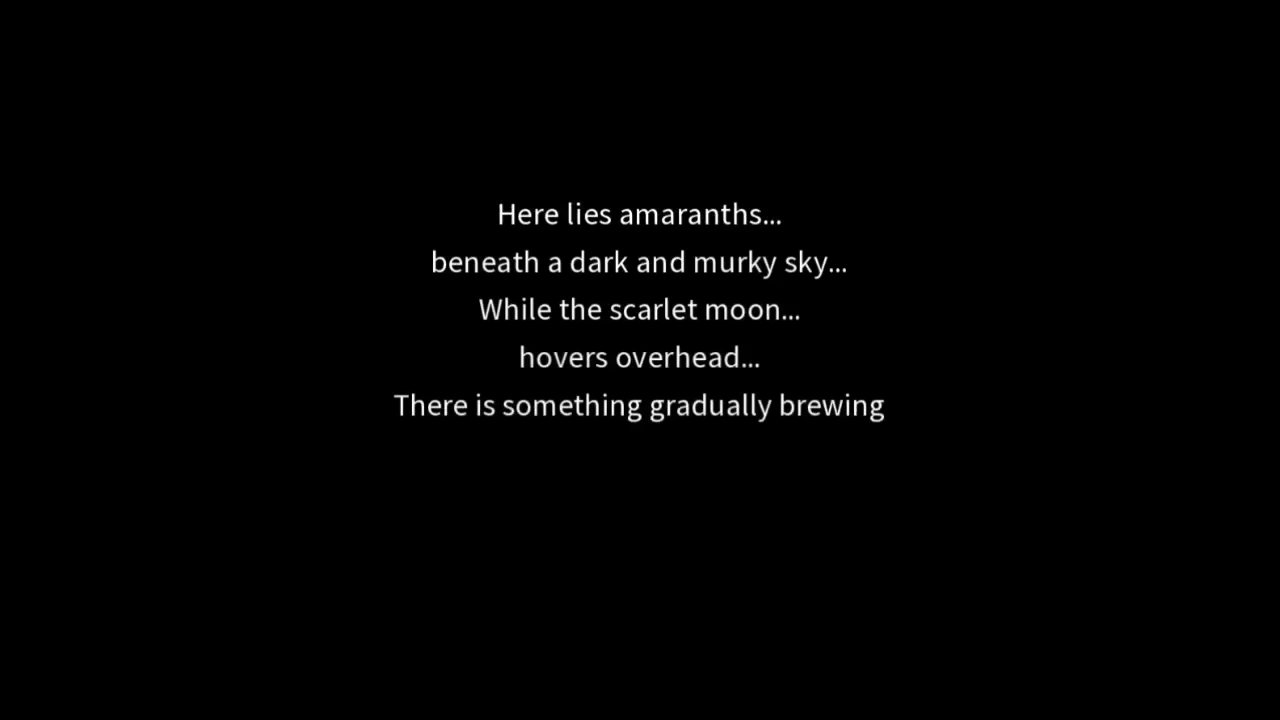 Here lies amaranths...
beneath a dark and murky sky...
While the scarlet moon...
hovers overhead...
There is something gradually brewing